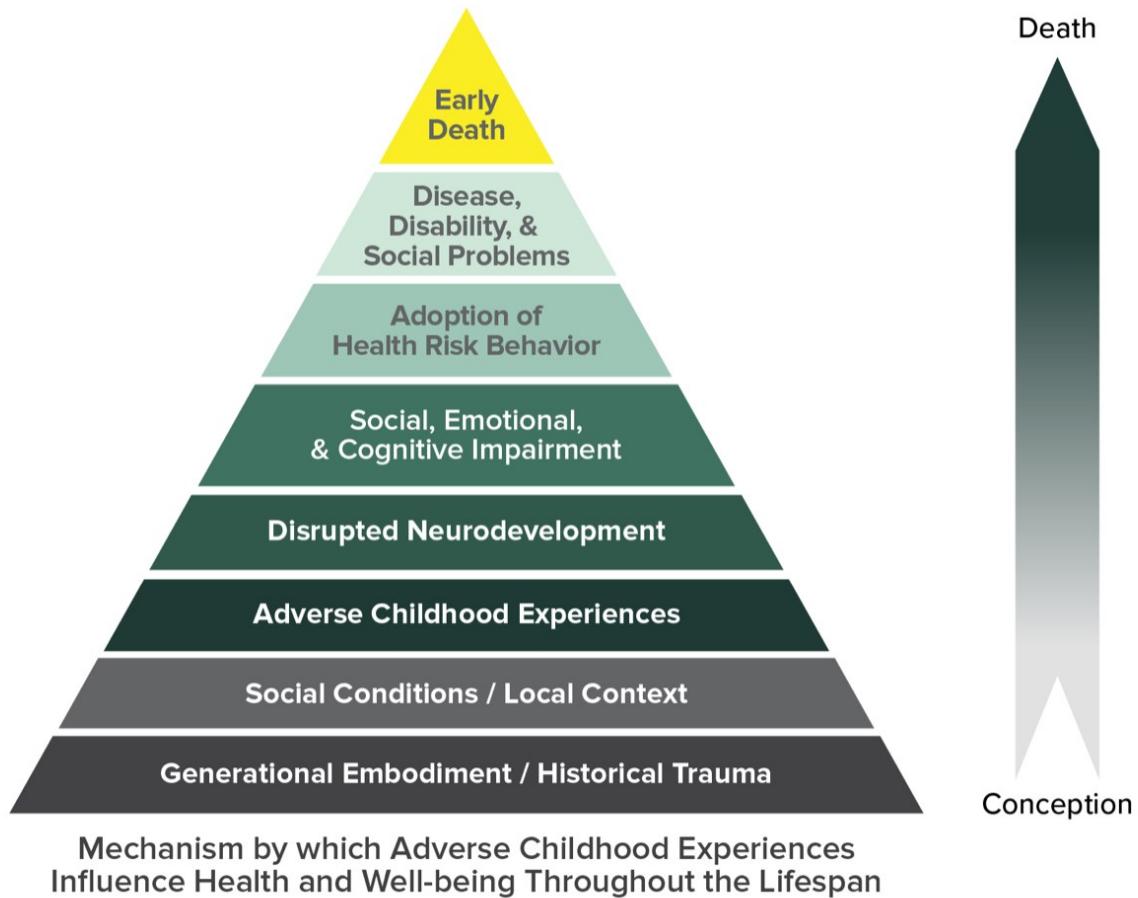 Death
Early
Death
Disease,
Disability, &
Social Problems
Adoption of
Health Risk Behavior
Social, Emotional,
& Cognitive Impairment
Disrupted Neurodevelopment
Adverse Childhood Experiences
Social Conditions / Local Context
Generational Embodiment / Historical Trauma
Conception
Mechanism by which Adverse Childhood Experiences
Influence Health and Well-being Throughout the Lifespan